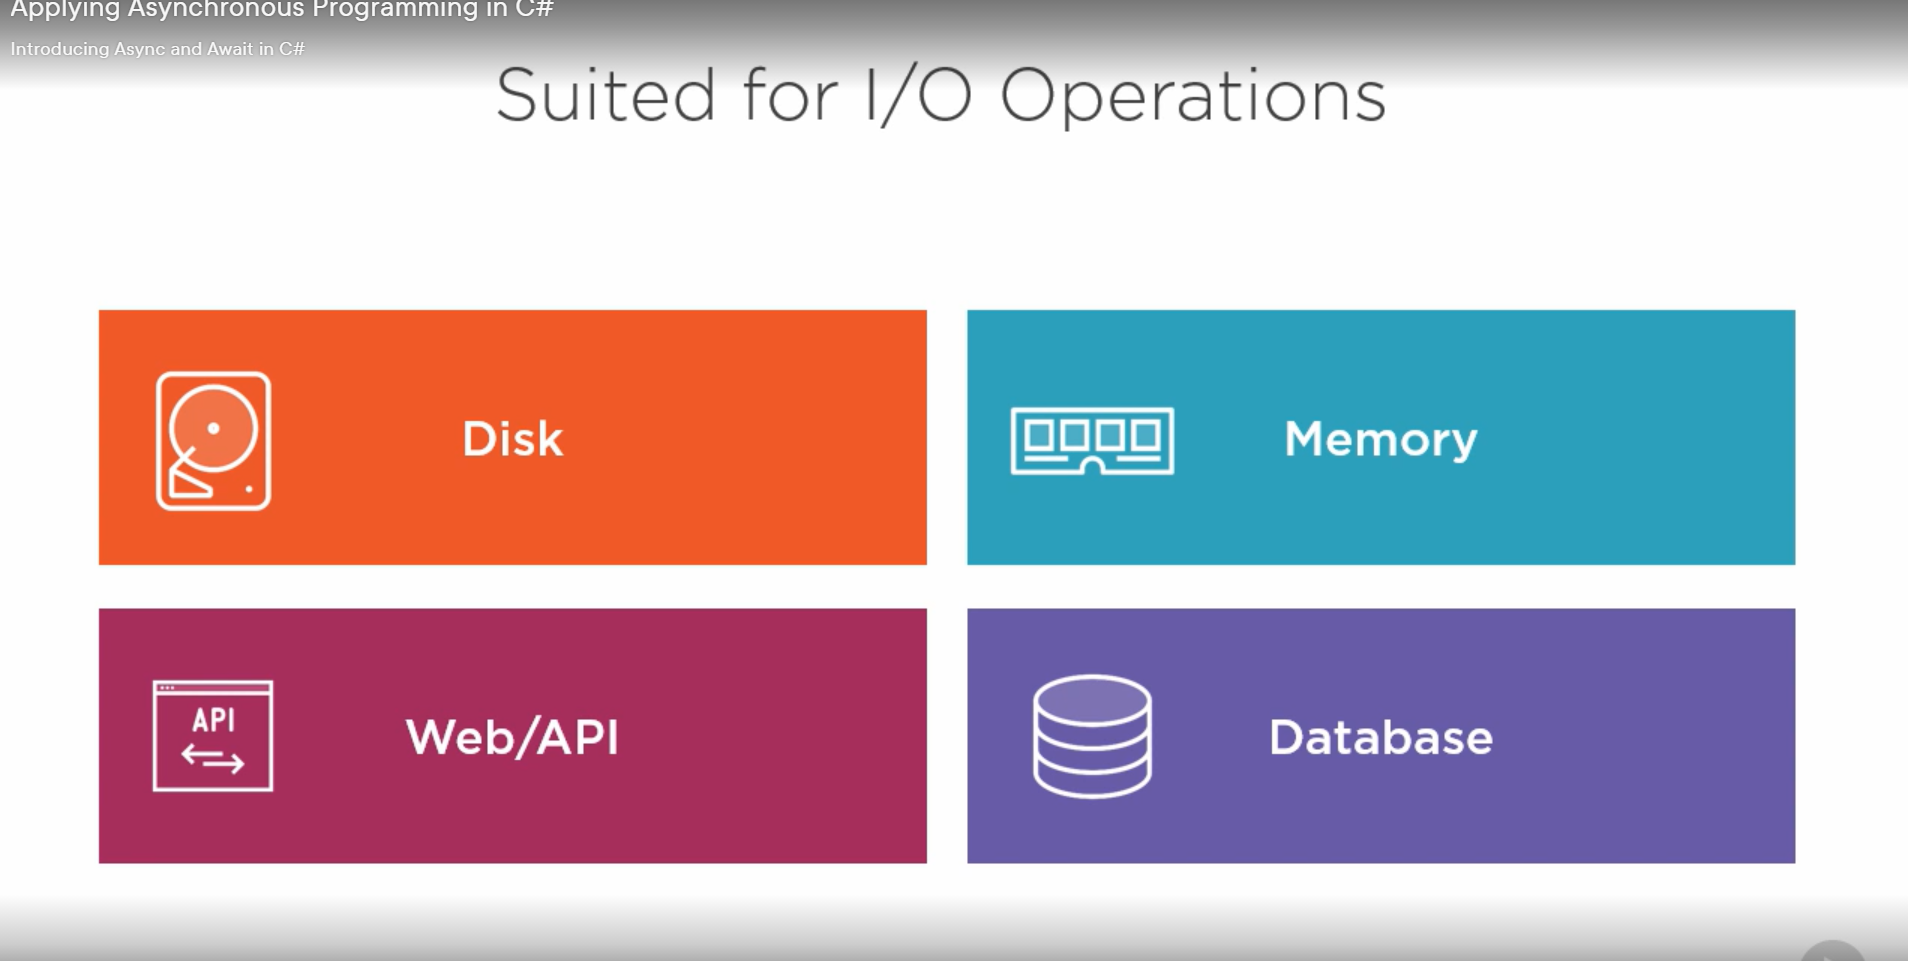 Applying Asynchronous Programming in C#
Introducing Async and Await in C#
Suited for I/O Operations
Disk
Memory
API
Web/API
Database